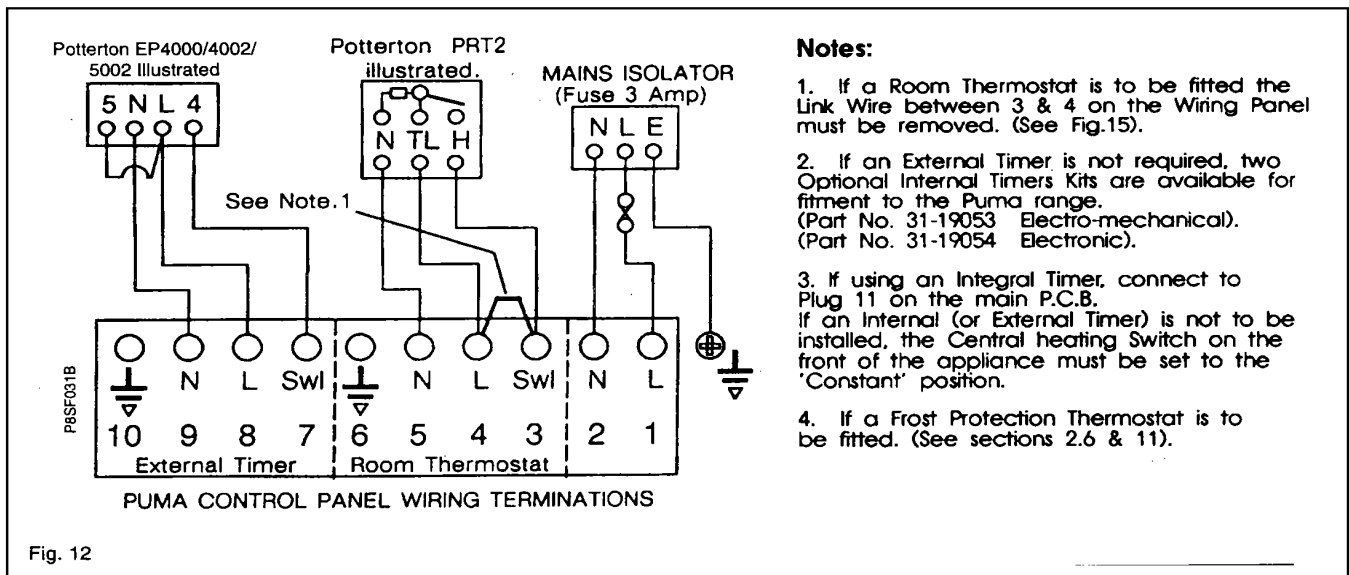 Potterton EP4000/4002/
5002 Illustrated
5 N L 4
Potterton PRT2
illustrated.
N TL H
MAINS ISOLATOR
(Fuse 3 Amp)
N L E
See Note.1
N L Swl N L Swl N L
10 9 8 7 6 5 4 3 2 1
External Timer Room Thermostat
P8SF031B
PUMA CONTROL PANEL WIRING TERMINATIONS
Fig. 12
Notes:
1. If a Room Thermostat is to be fitted the
Link Wire between 3 & 4 on the Wiring Panel
must be removed. (See Fig.15).
2. If an External Timer is not required, two
Optional Internal Timers Kits are available for
fitment to the Puma range.
(Part No. 31-19053 Electro-mechanical).
(Part No. 31-19054 Electronic).
3. If using an Integral Timer, connect to
Plug 11 on the main P.C.B.
If an Internal (or External Timer) is not to be
installed, the Central heating Switch on the
front of the appliance must be set to the
'Constant' position.
4. If a Frost Protection Thermostat is to
be fitted. (See sections 2.6 & 11).